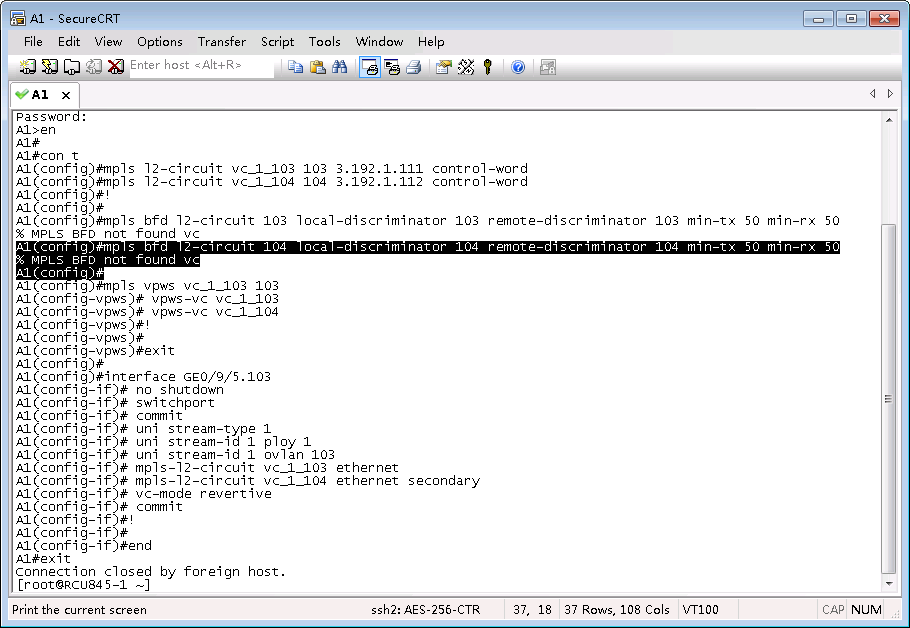 A1 - SecureCRT
File Edit View Options Transfer Script Tools Window Help
Enter host <Alt+R>
A1
Password:
A1>en
A1#
A1#con t
A1(config)#mpls l2-circuit vc_1_103 103 3.192.1.111 control-word
A1(config)#mpls l2-circuit vc_1_104 104 3.192.1.112 control-word
A1(config)#!
A1(config)#
A1(config)#mpls bfd l2-circuit 103 local-discriminator 103 remote-discriminator 103 min-tx 50 min-rx 50
% MPLS BFD not found vc
A1(config)#mpls bfd l2-circuit 104 local-discriminator 104 remote-discriminator 104 min-tx 50 min-rx 50
% MPLS BFD not found vc
A1(config)#
A1(config)#mpls vpws vc_1_103 103
A1(config-vpws)# vpws-vc vc_1_103
A1(config-vpws)# vpws-vc vc_1_104
A1(config-vpws)#!
A1(config-vpws)#
A1(config-vpws)#exit
A1(config)#
A1(config)#interface GE0/9/5.103
A1(config-if)# no shutdown
A1(config-if)# switchport
A1(config-if)# commit
A1(config-if)# uni stream-type 1
A1(config-if)# uni stream-id 1 ploy 1
A1(config-if)# uni stream-id 1 ovlan 103
A1(config-if)# mpls-l2-circuit vc_1_103 ethernet
A1(config-if)# mpls-l2-circuit vc_1_104 ethernet secondary
A1(config-if)# vc-mode revertive
A1(config-if)# commit
A1(config-if)#!
A1(config-if)#
A1(config-if)#end
A1#exit
Connection closed by foreign host.
[root@RCU845-1 ~]
Print the current screen ssh2: AES-256-CTR 37, 18 37 Rows, 108 Cols VT100 CAP NUM